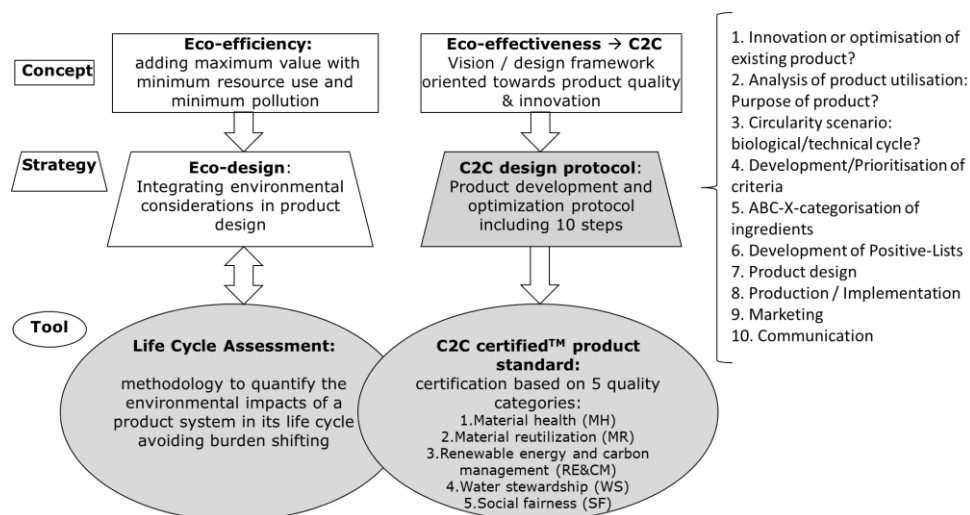 Concept
Eco-efficiency:
adding maximum value with
minimum resource use and
minimum pollution
Eco-effectiveness → C2C
Vision / design framework
oriented towards product quality
& innovation
Strategy
Eco-design:
Integrating environmental
considerations in product
design
C2C design protocol:
Product development and
optimization protocol
including 10 steps
Tool
Life Cycle Assessment:
methodology to quantify the
environmental impacts of a
product system in its life cycle
avoiding burden shifting
C2C certified™ product
standard:
certification based on 5 quality
categories:
1.Material health (MH)
2.Material reutilization (MR)
3.Renewable energy and carbon
management (RE&CM)
4.Water stewardship (WS)
5.Social fairness (SF)
1. Innovation or optimisation of
existing product?
2. Analysis of product utilisation:
Purpose of product?
3. Circularity scenario:
biological/technical cycle?
4. Development/Prioritisation of
criteria
5. ABC-X-categorisation of
ingredients
6. Development of Positive-Lists
7. Product design
8. Production / Implementation
9. Marketing
10. Communication